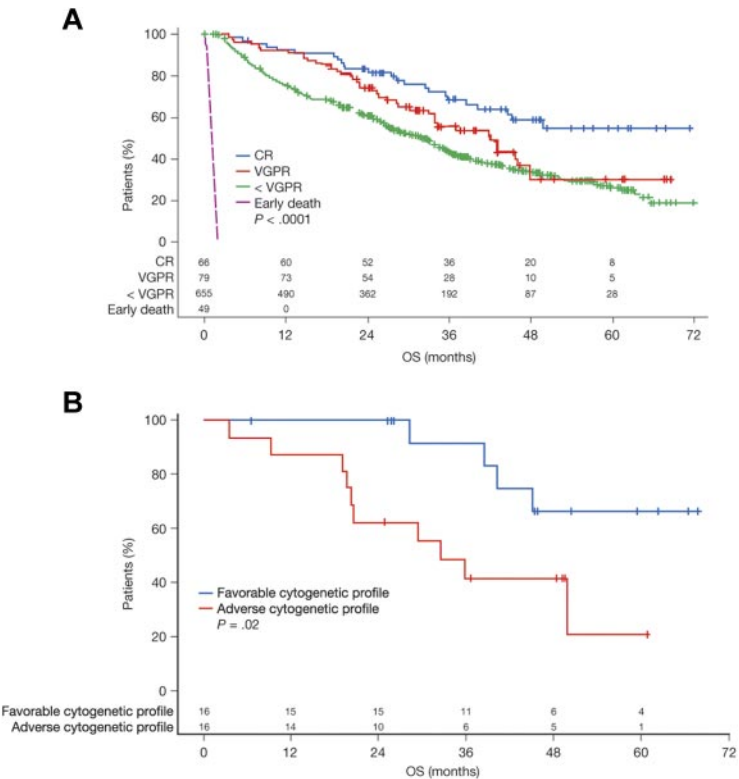 A
100
80
60
40
20
0
Patients (%)
CR
VGPR
< VGPR
Early death
P < .0001
CR 66 60 52 36 20 8
VGPR 79 73 54 28 10 5
< VGPR 655 490 362 192 87 28
Early death 49 0
0 12 24 36 48 60 72
OS (months)
B
100
80
60
40
20
0
Patients (%)
Favorable cytogenetic profile
Adverse cytogenetic profile
P = .02
Favorable cytogenetic profile 16 15 15 11 6 4
Adverse cytogenetic profile 16 14 10 6 5 1
0 12 24 36 48 60 72
OS (months)